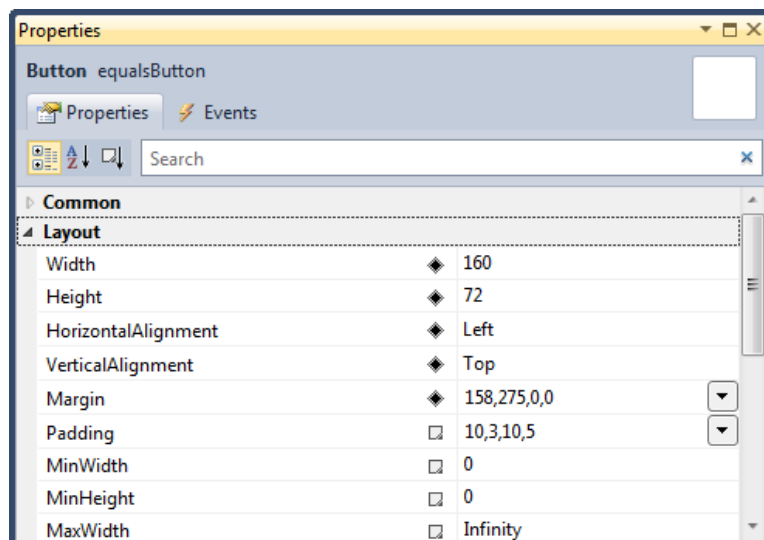 Properties
Button equalsButton
Properties Events
Search
Common
Layout
Width 160
Height 72
HorizontalAlignment Left
VerticalAlignment Top
Margin 158,275,0,0
Padding 10,3,10,5
MinWidth 0
MinHeight 0
MaxWidth Infinity